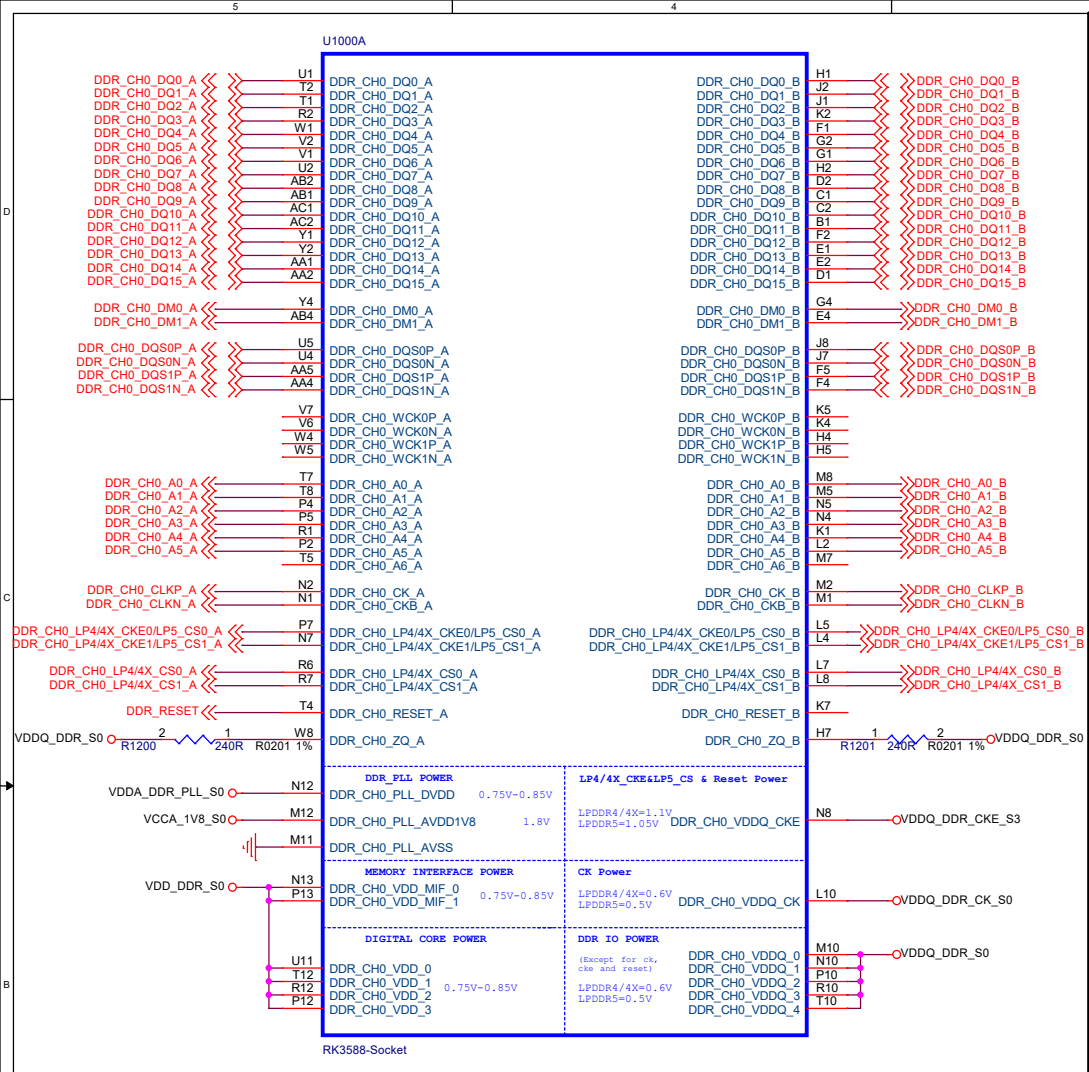 5 4
U1000A
DDR_CH0_DQ0_A U1 DDR_CH0_DQ0_A DDR_CH0_DQ0_B H1 DDR_CH0_DQ0_B
DDR_CH0_DQ1_A T2 DDR_CH0_DQ1_A DDR_CH0_DQ1_B J2 DDR_CH0_DQ1_B
DDR_CH0_DQ2_A T1 DDR_CH0_DQ2_A DDR_CH0_DQ2_B J1 DDR_CH0_DQ2_B
DDR_CH0_DQ3_A R2 DDR_CH0_DQ3_A DDR_CH0_DQ3_B K2 DDR_CH0_DQ3_B
DDR_CH0_DQ4_A W1 DDR_CH0_DQ4_A DDR_CH0_DQ4_B F1 DDR_CH0_DQ4_B
DDR_CH0_DQ5_A V2 DDR_CH0_DQ5_A DDR_CH0_DQ5_B G2 DDR_CH0_DQ5_B
DDR_CH0_DQ6_A V1 DDR_CH0_DQ6_A DDR_CH0_DQ6_B G1 DDR_CH0_DQ6_B
DDR_CH0_DQ7_A U2 DDR_CH0_DQ7_A DDR_CH0_DQ7_B H2 DDR_CH0_DQ7_B
DDR_CH0_DQ8_A AB2 DDR_CH0_DQ8_A DDR_CH0_DQ8_B D2 DDR_CH0_DQ8_B
DDR_CH0_DQ9_A AB1 DDR_CH0_DQ9_A DDR_CH0_DQ9_B C1 DDR_CH0_DQ9_B
D DDR_CH0_DQ10_A AC1 DDR_CH0_DQ10_A DDR_CH0_DQ10_B C2 DDR_CH0_DQ10_B
DDR_CH0_DQ11_A AC2 DDR_CH0_DQ11_A DDR_CH0_DQ11_B B1 DDR_CH0_DQ11_B
DDR_CH0_DQ12_A Y1 DDR_CH0_DQ12_A DDR_CH0_DQ12_B F2 DDR_CH0_DQ12_B
DDR_CH0_DQ13_A Y2 DDR_CH0_DQ13_A DDR_CH0_DQ13_B E1 DDR_CH0_DQ13_B
DDR_CH0_DQ14_A AA1 DDR_CH0_DQ14_A DDR_CH0_DQ14_B E2 DDR_CH0_DQ14_B
DDR_CH0_DQ15_A AA2 DDR_CH0_DQ15_A DDR_CH0_DQ15_B D1 DDR_CH0_DQ15_B
DDR_CH0_DM0_A Y4 DDR_CH0_DM0_A DDR_CH0_DM0_B G4 DDR_CH0_DM0_B
DDR_CH0_DM1_A AB4 DDR_CH0_DM1_A DDR_CH0_DM1_B E4 DDR_CH0_DM1_B
DDR_CH0_DQS0P_A U5 DDR_CH0_DQS0P_A DDR_CH0_DQS0P_B J8 DDR_CH0_DQS0P_B
DDR_CH0_DQS0N_A U4 DDR_CH0_DQS0N_A DDR_CH0_DQS0N_B J7 DDR_CH0_DQS0N_B
DDR_CH0_DQS1P_A AA5 DDR_CH0_DQS1P_A DDR_CH0_DQS1P_B F5 DDR_CH0_DQS1P_B
DDR_CH0_DQS1N_A AA4 DDR_CH0_DQS1N_A DDR_CH0_DQS1N_B F4 DDR_CH0_DQS1N_B
V7 DDR_CH0_WCK0P_A DDR_CH0_WCK0P_B K5
V6 DDR_CH0_WCK0N_A DDR_CH0_WCK0N_B K4
W4 DDR_CH0_WCK1P_A DDR_CH0_WCK1P_B H4
W5 DDR_CH0_WCK1N_A DDR_CH0_WCK1N_B H5
DDR_CH0_A0_A T7 DDR_CH0_A0_A DDR_CH0_A0_B M8 DDR_CH0_A0_B
DDR_CH0_A1_A T8 DDR_CH0_A1_A DDR_CH0_A1_B M5 DDR_CH0_A1_B
DDR_CH0_A2_A P4 DDR_CH0_A2_A DDR_CH0_A2_B N5 DDR_CH0_A2_B
DDR_CH0_A3_A P5 DDR_CH0_A3_A DDR_CH0_A3_B N4 DDR_CH0_A3_B
DDR_CH0_A4_A R1 DDR_CH0_A4_A DDR_CH0_A4_B K1 DDR_CH0_A4_B
DDR_CH0_A5_A P2 DDR_CH0_A5_A DDR_CH0_A5_B L2 DDR_CH0_A5_B
T5 DDR_CH0_A6_A DDR_CH0_A6_B M7
C DDR_CH0_CLKP_A N2 DDR_CH0_CK_A DDR_CH0_CK_B M2 DDR_CH0_CLKP_B
DDR_CH0_CLKN_A N1 DDR_CH0_CKB_A DDR_CH0_CKB_B M1 DDR_CH0_CLKN_B
DDR_CH0_LP4/4X_CKE0/LP5_CS0_A P7 DDR_CH0_LP4/4X_CKE0/LP5_CS0_A DDR_CH0_LP4/4X_CKE0/LP5_CS0_B L5 DDR_CH0_LP4/4X_CKE0/LP5_CS0_B
DDR_CH0_LP4/4X_CKE1/LP5_CS1_A N7 DDR_CH0_LP4/4X_CKE1/LP5_CS1_A DDR_CH0_LP4/4X_CKE1/LP5_CS1_B L4 DDR_CH0_LP4/4X_CKE1/LP5_CS1_B
DDR_CH0_LP4/4X_CS0_A R6 DDR_CH0_LP4/4X_CS0_A DDR_CH0_LP4/4X_CS0_B L7 DDR_CH0_LP4/4X_CS0_B
DDR_CH0_LP4/4X_CS1_A R7 DDR_CH0_LP4/4X_CS1_A DDR_CH0_LP4/4X_CS1_B L8 DDR_CH0_LP4/4X_CS1_B
DDR_RESET T4 DDR_CH0_RESET_A DDR_CH0_RESET_B K7
VDDQ_DDR_S0 2 1 W8 DDR_CH0_ZQ_A DDR_CH0_ZQ_B H7 1 2 VDDQ_DDR_S0
R1200 240R R0201 1% R1201 240R R0201 1%
DDR_PLL POWER LP4/4X_CKE&LP5_CS & Reset Power
VDDA_DDR_PLL_S0 N12 DDR_CH0_PLL_DVDD 0.75V-0.85V
LPDDR4/4X=1.1V
VCCA_1V8_S0 M12 DDR_CH0_PLL_AVDD1V8 1.8V LPDDR5=1.05V DDR_CH0_VDDQ_CKE N8 VDDQ_DDR_CKE_S3
M11 DDR_CH0_PLL_AVSS
MEMORY INTERFACE POWER CK Power
VDD_DDR_S0 N13 DDR_CH0_VDD_MIF_0 0.75V-0.85V LPDDR4/4X=0.6V
P13 DDR_CH0_VDD_MIF_1 LPDDR5=0.5V DDR_CH0_VDDQ_CK L10 VDDQ_DDR_CK_S0
DIGITAL CORE POWER DDR IO POWER
DDR_CH0_VDDQ_0 M10 VDDQ_DDR_S0
(Except for ck,
cke and reset)
U11 DDR_CH0_VDD_0 DDR_CH0_VDDQ_1 N10
B T12 DDR_CH0_VDD_1 0.75V-0.85V LPDDR4/4X=0.6V DDR_CH0_VDDQ_2 P10
R12 DDR_CH0_VDD_2 LPDDR5=0.5V DDR_CH0_VDDQ_3 R10
P12 DDR_CH0_VDD_3 DDR_CH0_VDDQ_4 T10
RK3588-Socket